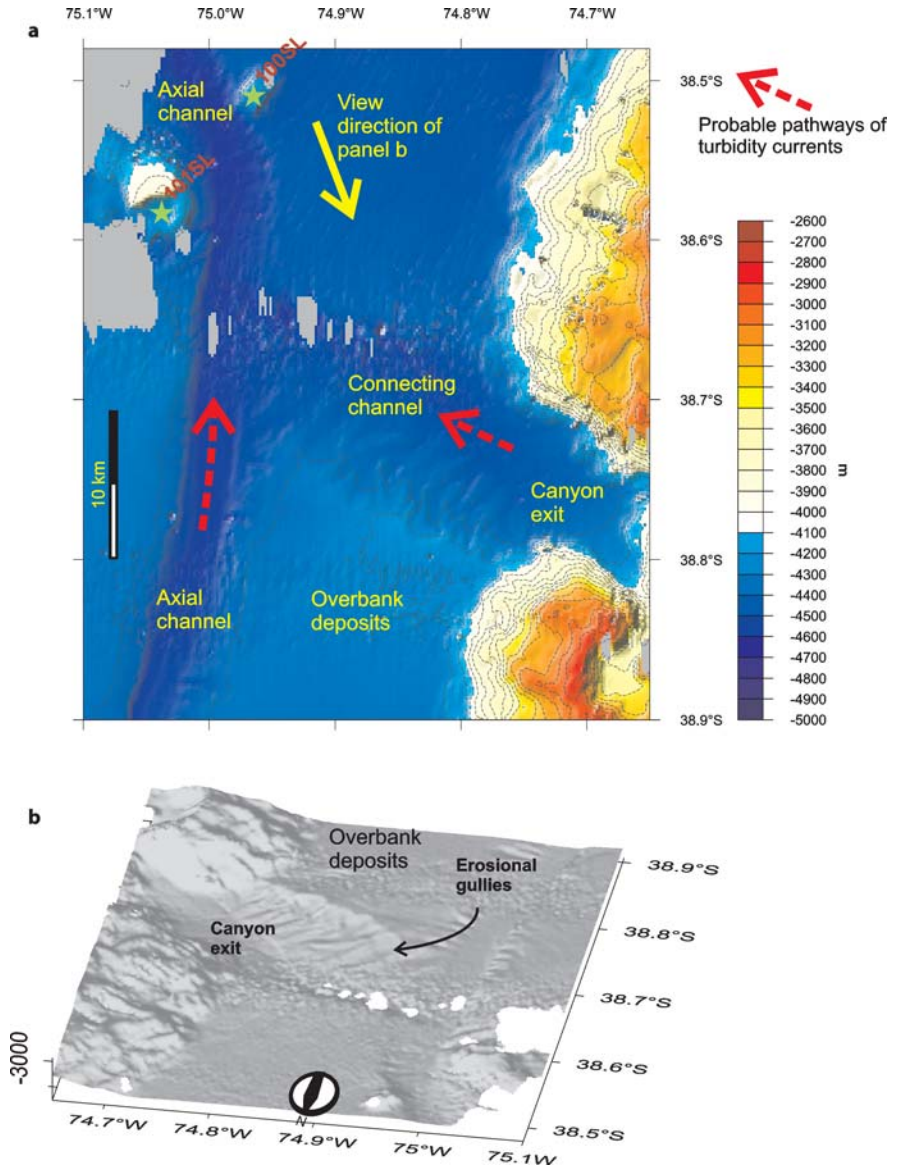 75.1°W
75.0°W
74.9°W
74.8°W
74.7°W
a
Axial
channel
100SL
View
direction of
panel b
101SL
Connecting
channel
Canyon
exit
10 km
Axial
channel
Overbank
deposits
38.5°S
38.6°S
38.7°S
38.8°S
38.9°S
Probable pathways of
turbidity currents
-2600
-2700
-2800
-2900
-3000
-3100
-3200
-3300
-3400
-3500
-3600
-3700
-3800
-3900
-4000
-4100
-4200
-4300
-4400
-4500
-4600
-4700
-4800
-4900
-5000
m
b
Overbank
deposits
Erosional
gullies
Canyon
exit
38.9°S
38.8°S
38.7°S
38.6°S
38.5°S
-3000
N
74.7°W
74.8°W
74.9°W
75°W
75.1°W